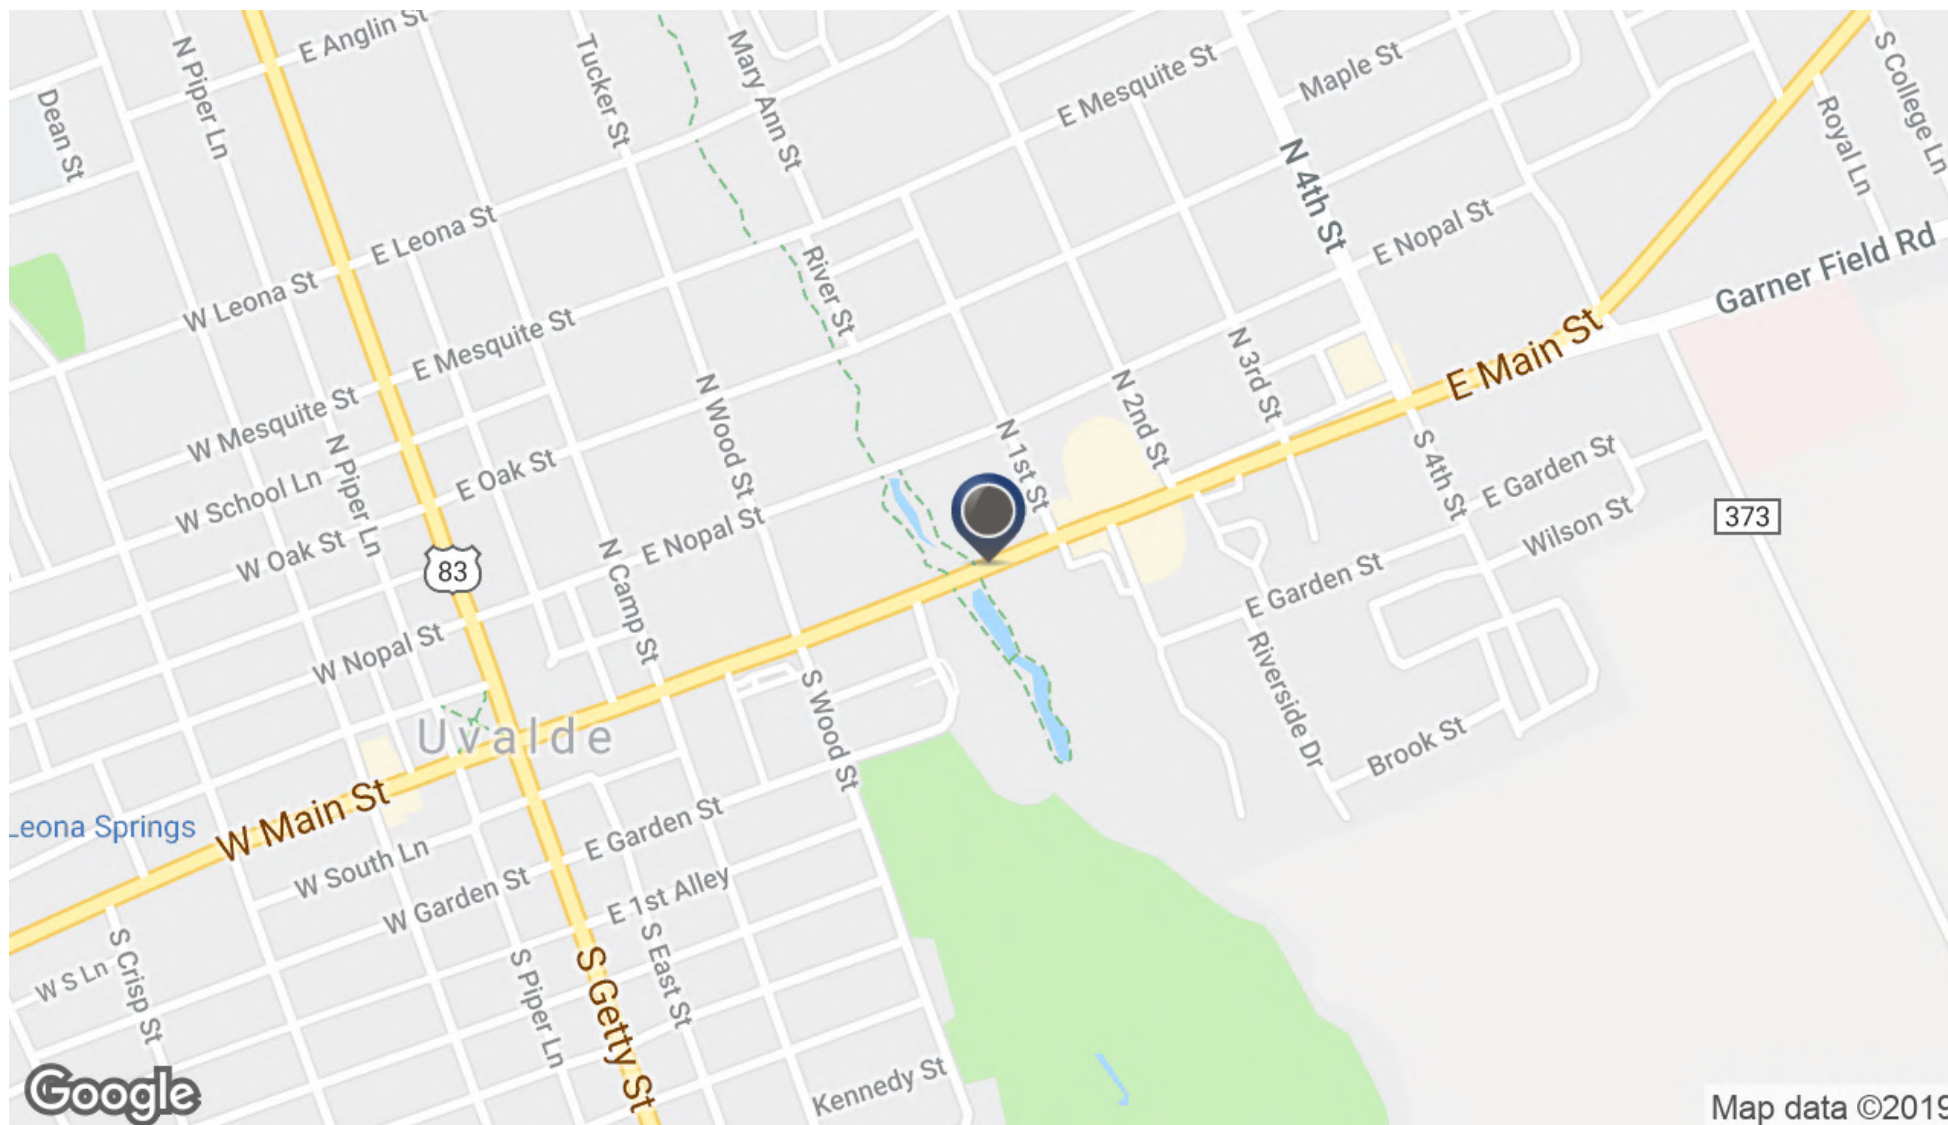 E Anglin St
N Piper Ln
Tucker St
Mary Ann St
E Mesquite St
Maple St
S College Ln
Dean St
Royal Ln
N 4th St
E Leona St
E Nopal St
Garner Field Rd
W Leona St
River St
E Mesquite St
N 3rd St
E Main St
N Wood St
N 2nd St
W Mesquite St
N 1st St
N Piper Ln
E Oak St
S 4th St
E Garden St
W School Ln
373
Wilson St
E Nopal St
W Oak St
83
N Camp St
E Garden St
W Nopal St
Riverside Dr
Uvalde
S Wood St
Brook St
W Main St
Leona Springs
E Garden St
W South Ln
W Garden St
E 1st Alley
S Crisp St
W S Ln
S Piper Ln
S Getty St
S East St
Kennedy St
Google
Map data ©2019